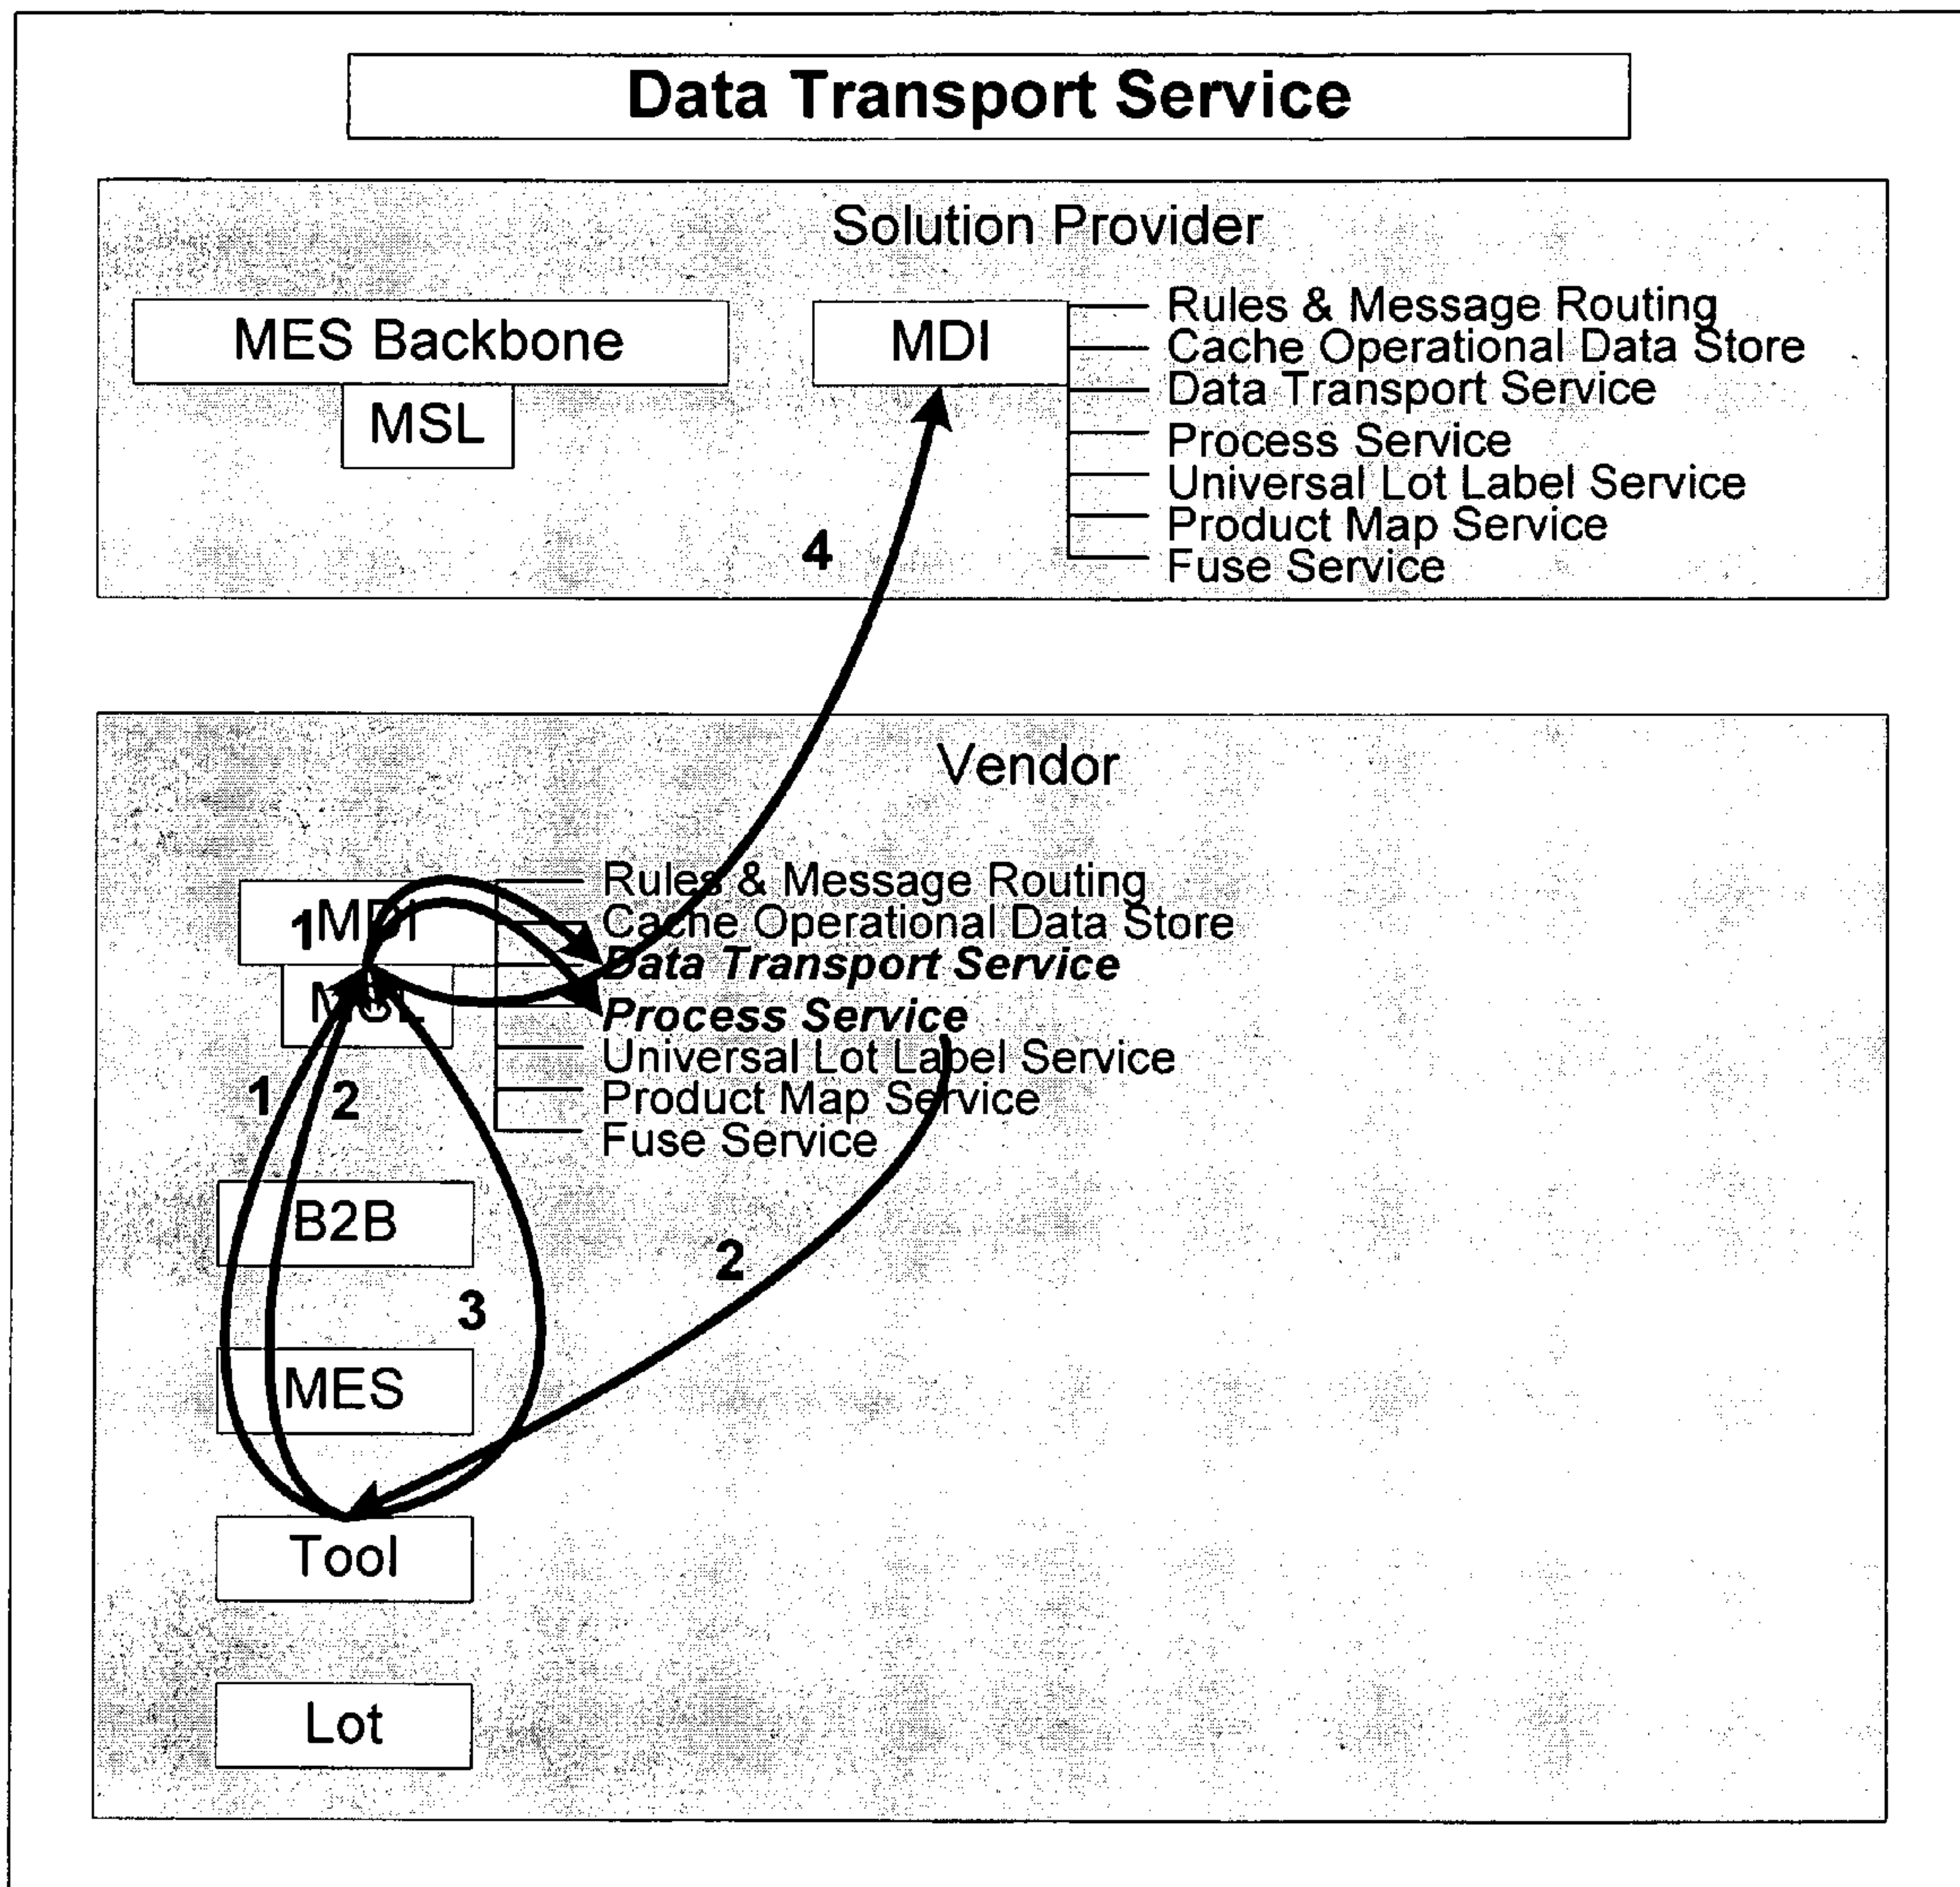 Data Transport Service
Solution Provider
MES Backbone
MSL
MDI
Rules & Message Routing
Cache Operational Data Store
Data Transport Service
Process Service
Universal Lot Label Service
Product Map Service
Fuse Service
4
Vendor
1
MDI
Rules & Message Routing
Cache Operational Data Store
Data Transport Service
Process Service
Universal Lot Label Service
Product Map Service
Fuse Service
1
2
B2B
2
3
MES
Tool
Lot